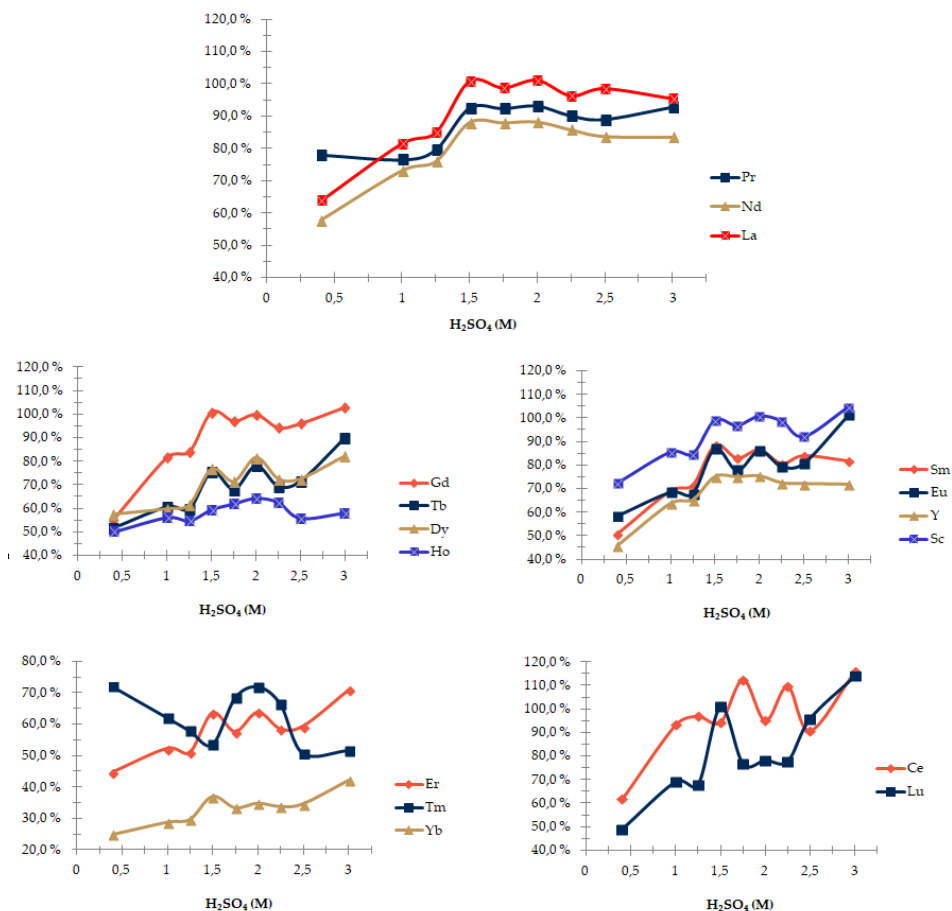 120,0 %
110,0 %
100,0 %
90,0 %
80,0 %
70,0 %
60,0 %
50,0 %
40,0 %
0 0,5 1 1,5 2 2,5 3
H₂SO₄ (M)
Pr
Nd
La
120,0 %
110,0 %
100,0 %
90,0 %
80,0 %
70,0 %
60,0 %
50,0 %
40,0 %
0 0,5 1 1,5 2 2,5 3
H₂SO₄ (M)
Gd
Tb
Dy
Ho
120,0 %
110,0 %
100,0 %
90,0 %
80,0 %
70,0 %
60,0 %
50,0 %
40,0 %
0 0,5 1 1,5 2 2,5 3
H₂SO₄ (M)
Sm
Eu
Y
Sc
80,0 %
70,0 %
60,0 %
50,0 %
40,0 %
30,0 %
20,0 %
0 0,5 1 1,5 2 2,5 3
H₂SO₄ (M)
Er
Tm
Yb
120,0 %
110,0 %
100,0 %
90,0 %
80,0 %
70,0 %
60,0 %
50,0 %
40,0 %
0 0,5 1 1,5 2 2,5 3
H₂SO₄ (M)
Ce
Lu